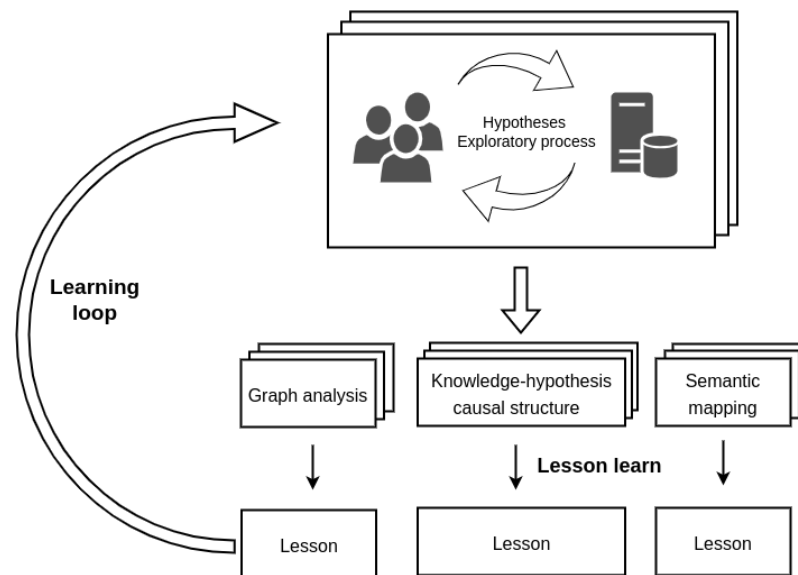 Hypotheses
Exploratory process
Learning
loop
Graph analysis
Knowledge-hypothesis
causal structure
Semantic
mapping
Lesson learn
Lesson
Lesson
Lesson